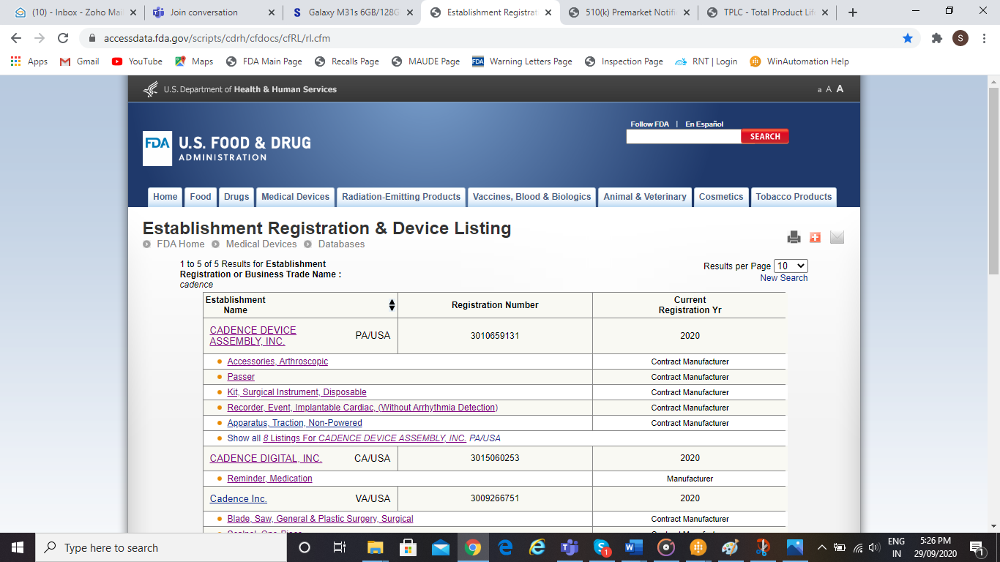 (10) - Inbox - Zoho Mai
Join conversation
Galaxy M31s 6GB/128G
Establishment Registrat
510(k) Premarket Notifi
TPLC - Total Product Lif
accessdata.fda.gov/scripts/cdrh/cfdocs/cfRL/rl.cfm
S
Apps
Gmail
YouTube
Maps
FDA Main Page
Recalls Page
MAUDE Page
Warning Letters Page
Inspection Page
RNT | Login
WinAutomation Help
U.S. Department of Health & Human Services
a A A
Follow FDA | En Español
SEARCH
FDA U.S. FOOD & DRUG
ADMINISTRATION
Home
Food
Drugs
Medical Devices
Radiation-Emitting Products
Vaccines, Blood & Biologics
Animal & Veterinary
Cosmetics
Tobacco Products
Establishment Registration & Device Listing
FDA Home Medical Devices Databases
1 to 5 of 5 Results for Establishment
Registration or Business Trade Name :
cadence
Results per Page 10
New Search
Establishment
Name
Registration Number
Current
Registration Yr
CADENCE DEVICE
ASSEMBLY, INC.
PA/USA
3010659131
2020
Accessories, Arthroscopic Contract Manufacturer
Passer Contract Manufacturer
Kit, Surgical Instrument, Disposable Contract Manufacturer
Recorder, Event, Implantable Cardiac, (Without Arrhythmia Detection) Contract Manufacturer
Apparatus, Traction, Non-Powered Contract Manufacturer
Show all 8 Listings For CADENCE DEVICE ASSEMBLY, INC. PA/USA
CADENCE DIGITAL, INC. CA/USA 3015060253 2020
Reminder, Medication Manufacturer
Cadence Inc. VA/USA 3009266751 2020
Blade, Saw, General & Plastic Surgery, Surgical Contract Manufacturer
Type here to search
ENG
IN
5:26 PM
29/09/2020
1
1